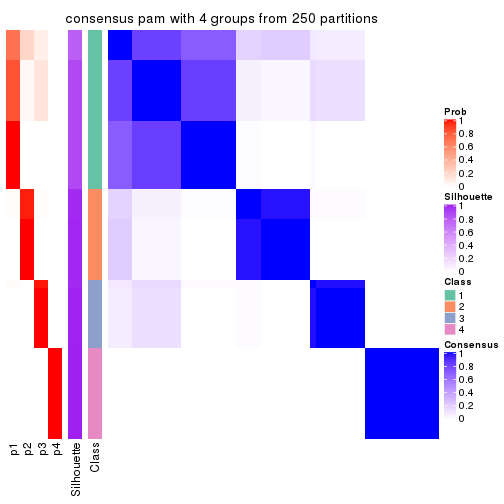 consensus pam with 4 groups from 250 partitions
Prob
1
0.8
0.6
0.4
0.2
0
Silhouette
1
0.8
0.6
0.4
0.2
0
Class
1
2
3
4
Consensus
1
0.8
0.6
0.4
0.2
0
p1
p2
p3
p4
Silhouette
Class